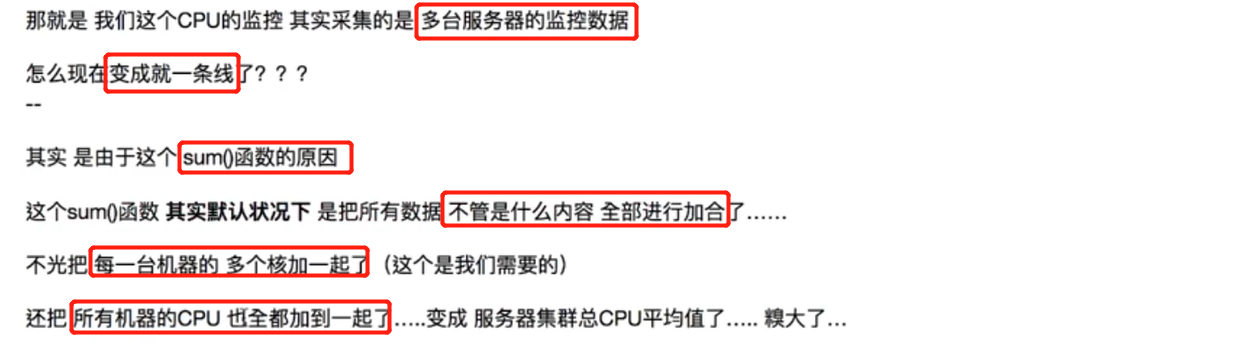 那就是 我们这个CPU的监控 其实采集的是 多台服务器的监控数据
怎么现在变成就一条线了？？？
--
其实 是由于这个 sum()函数的原因
这个sum()函数 其实默认状况下 是把所有数据 不管是什么内容 全部进行加合了……
不光把 每一台机器的 多个核加一起了（这个是我们需要的）
还把 所有机器的CPU 也全都加到一起了…..变成 服务器集群总CPU平均值了….. 糗大了…